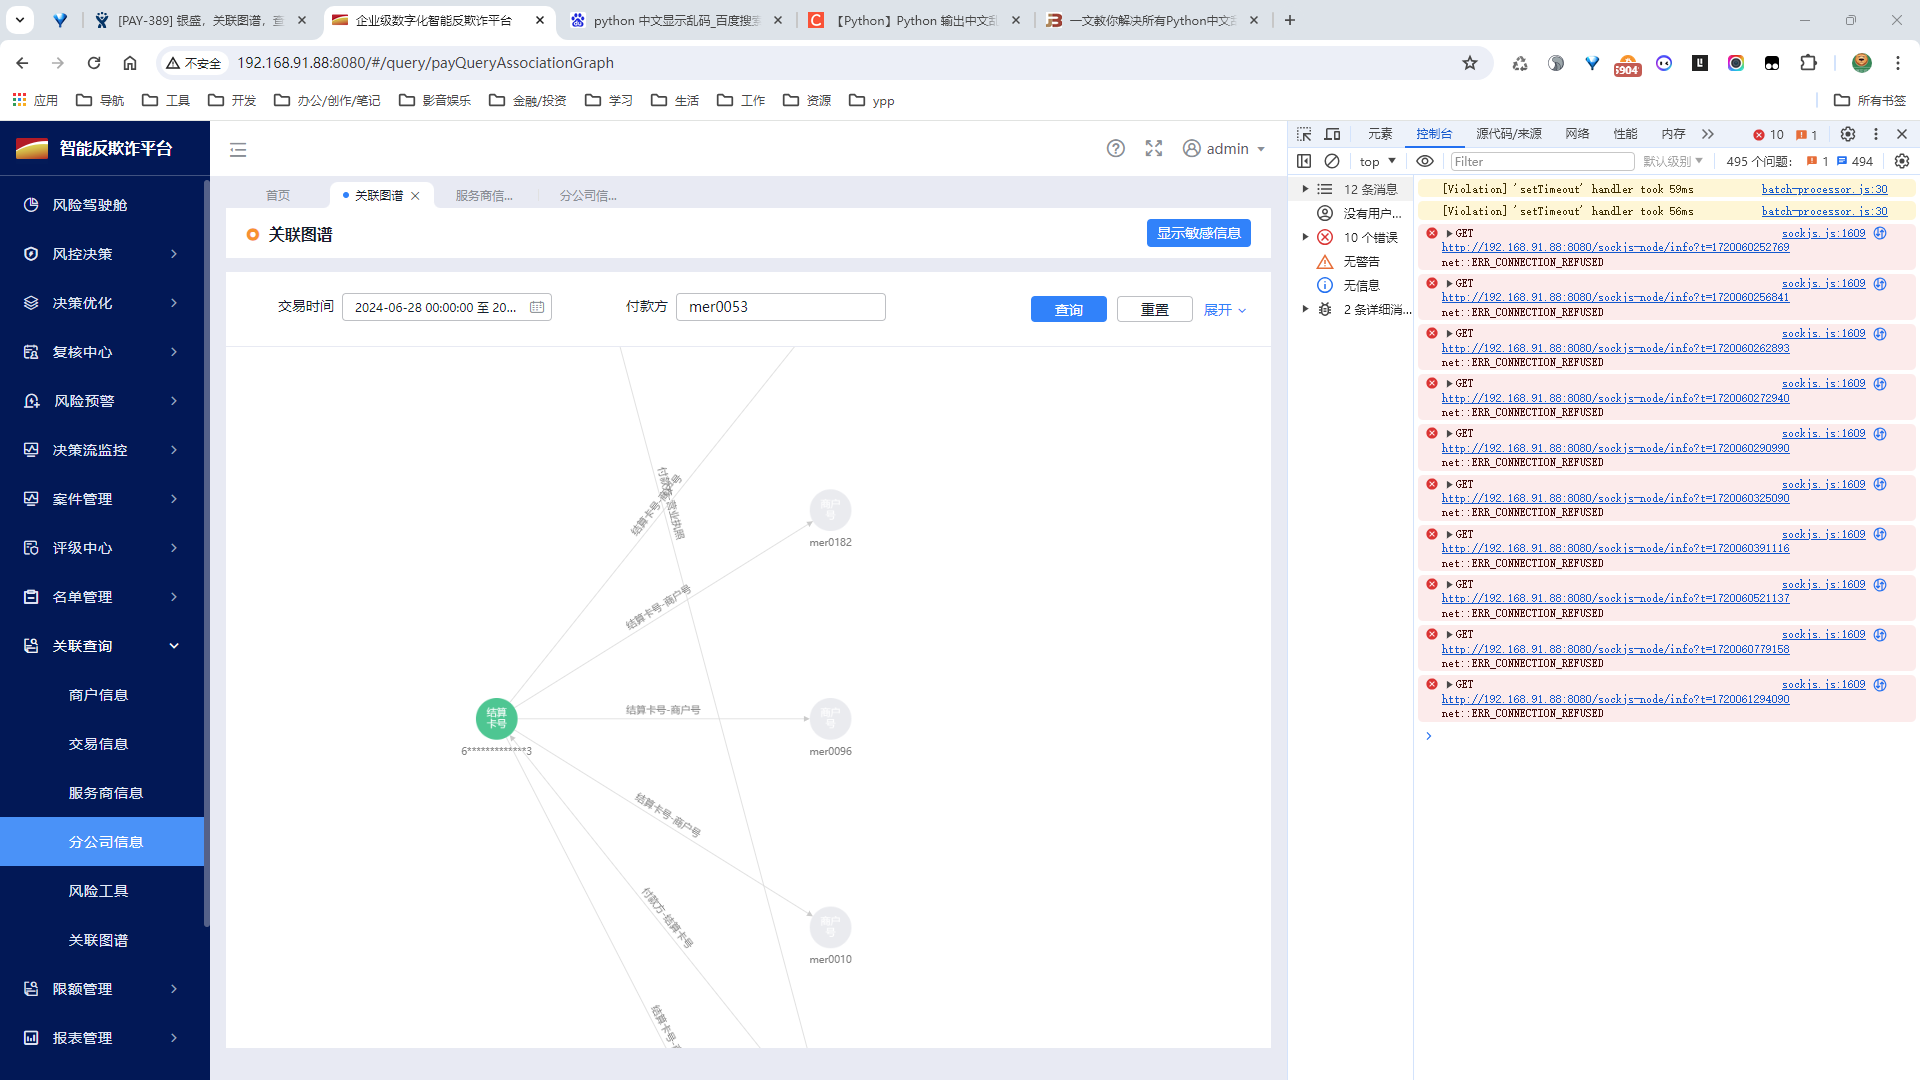 [PAY-389] 银盛，关联图谱，查
企业级数字化智能反欺诈平台
python 中文显示乱码_百度搜索
【Python】Python 输出中文乱
一文教你解决所有Python中文乱
不安全
192.168.91.88:8080/#/query/payQueryAssociationGraph
5904
应用
导航
工具
开发
办公/创作/笔记
影音娱乐
金融/投资
学习
生活
工作
资源
ypp
所有书签
智能反欺诈平台
风险驾驶舱
风控决策
决策优化
复核中心
风险预警
决策流监控
案件管理
评级中心
名单管理
关联查询
商户信息
交易信息
服务商信息
分公司信息
风险工具
关联图谱
限额管理
报表管理
admin
首页
关联图谱
服务商信...
分公司信...
关联图谱
显示敏感信息
交易时间
2024-06-28 00:00:00 至 20...
付款方
mer0053
查询
重置
展开
结算卡号-商户号
付款方-营业执照
商户号
mer0182
结算卡号-商户号
结算卡号
6*************3
结算卡号-商户号
商户号
mer0096
结算卡号-商户号
付款方-结算卡号
商户号
mer0010
结算卡号-
元素
控制台
源代码/来源
网络
性能
内存
10
1
top
Filter
默认级别
495 个问题:
1
494
12 条消息
没有用户...
10 个错误
无警告
无信息
2 条详细消...
[Violation] 'setTimeout' handler took 59ms
batch-processor.js:30
[Violation] 'setTimeout' handler took 56ms
batch-processor.js:30
GET
sockjs.js:1609
http://192.168.91.88:8080/sockjs-node/info?t=1720060252769
net::ERR_CONNECTION_REFUSED
GET
sockjs.js:1609
http://192.168.91.88:8080/sockjs-node/info?t=1720060256841
net::ERR_CONNECTION_REFUSED
GET
sockjs.js:1609
http://192.168.91.88:8080/sockjs-node/info?t=1720060262893
net::ERR_CONNECTION_REFUSED
GET
sockjs.js:1609
http://192.168.91.88:8080/sockjs-node/info?t=1720060272940
net::ERR_CONNECTION_REFUSED
GET
sockjs.js:1609
http://192.168.91.88:8080/sockjs-node/info?t=1720060290990
net::ERR_CONNECTION_REFUSED
GET
sockjs.js:1609
http://192.168.91.88:8080/sockjs-node/info?t=1720060325090
net::ERR_CONNECTION_REFUSED
GET
sockjs.js:1609
http://192.168.91.88:8080/sockjs-node/info?t=1720060391116
net::ERR_CONNECTION_REFUSED
GET
sockjs.js:1609
http://192.168.91.88:8080/sockjs-node/info?t=1720060521137
net::ERR_CONNECTION_REFUSED
GET
sockjs.js:1609
http://192.168.91.88:8080/sockjs-node/info?t=1720060779158
net::ERR_CONNECTION_REFUSED
GET
sockjs.js:1609
http://192.168.91.88:8080/sockjs-node/info?t=1720061294090
net::ERR_CONNECTION_REFUSED